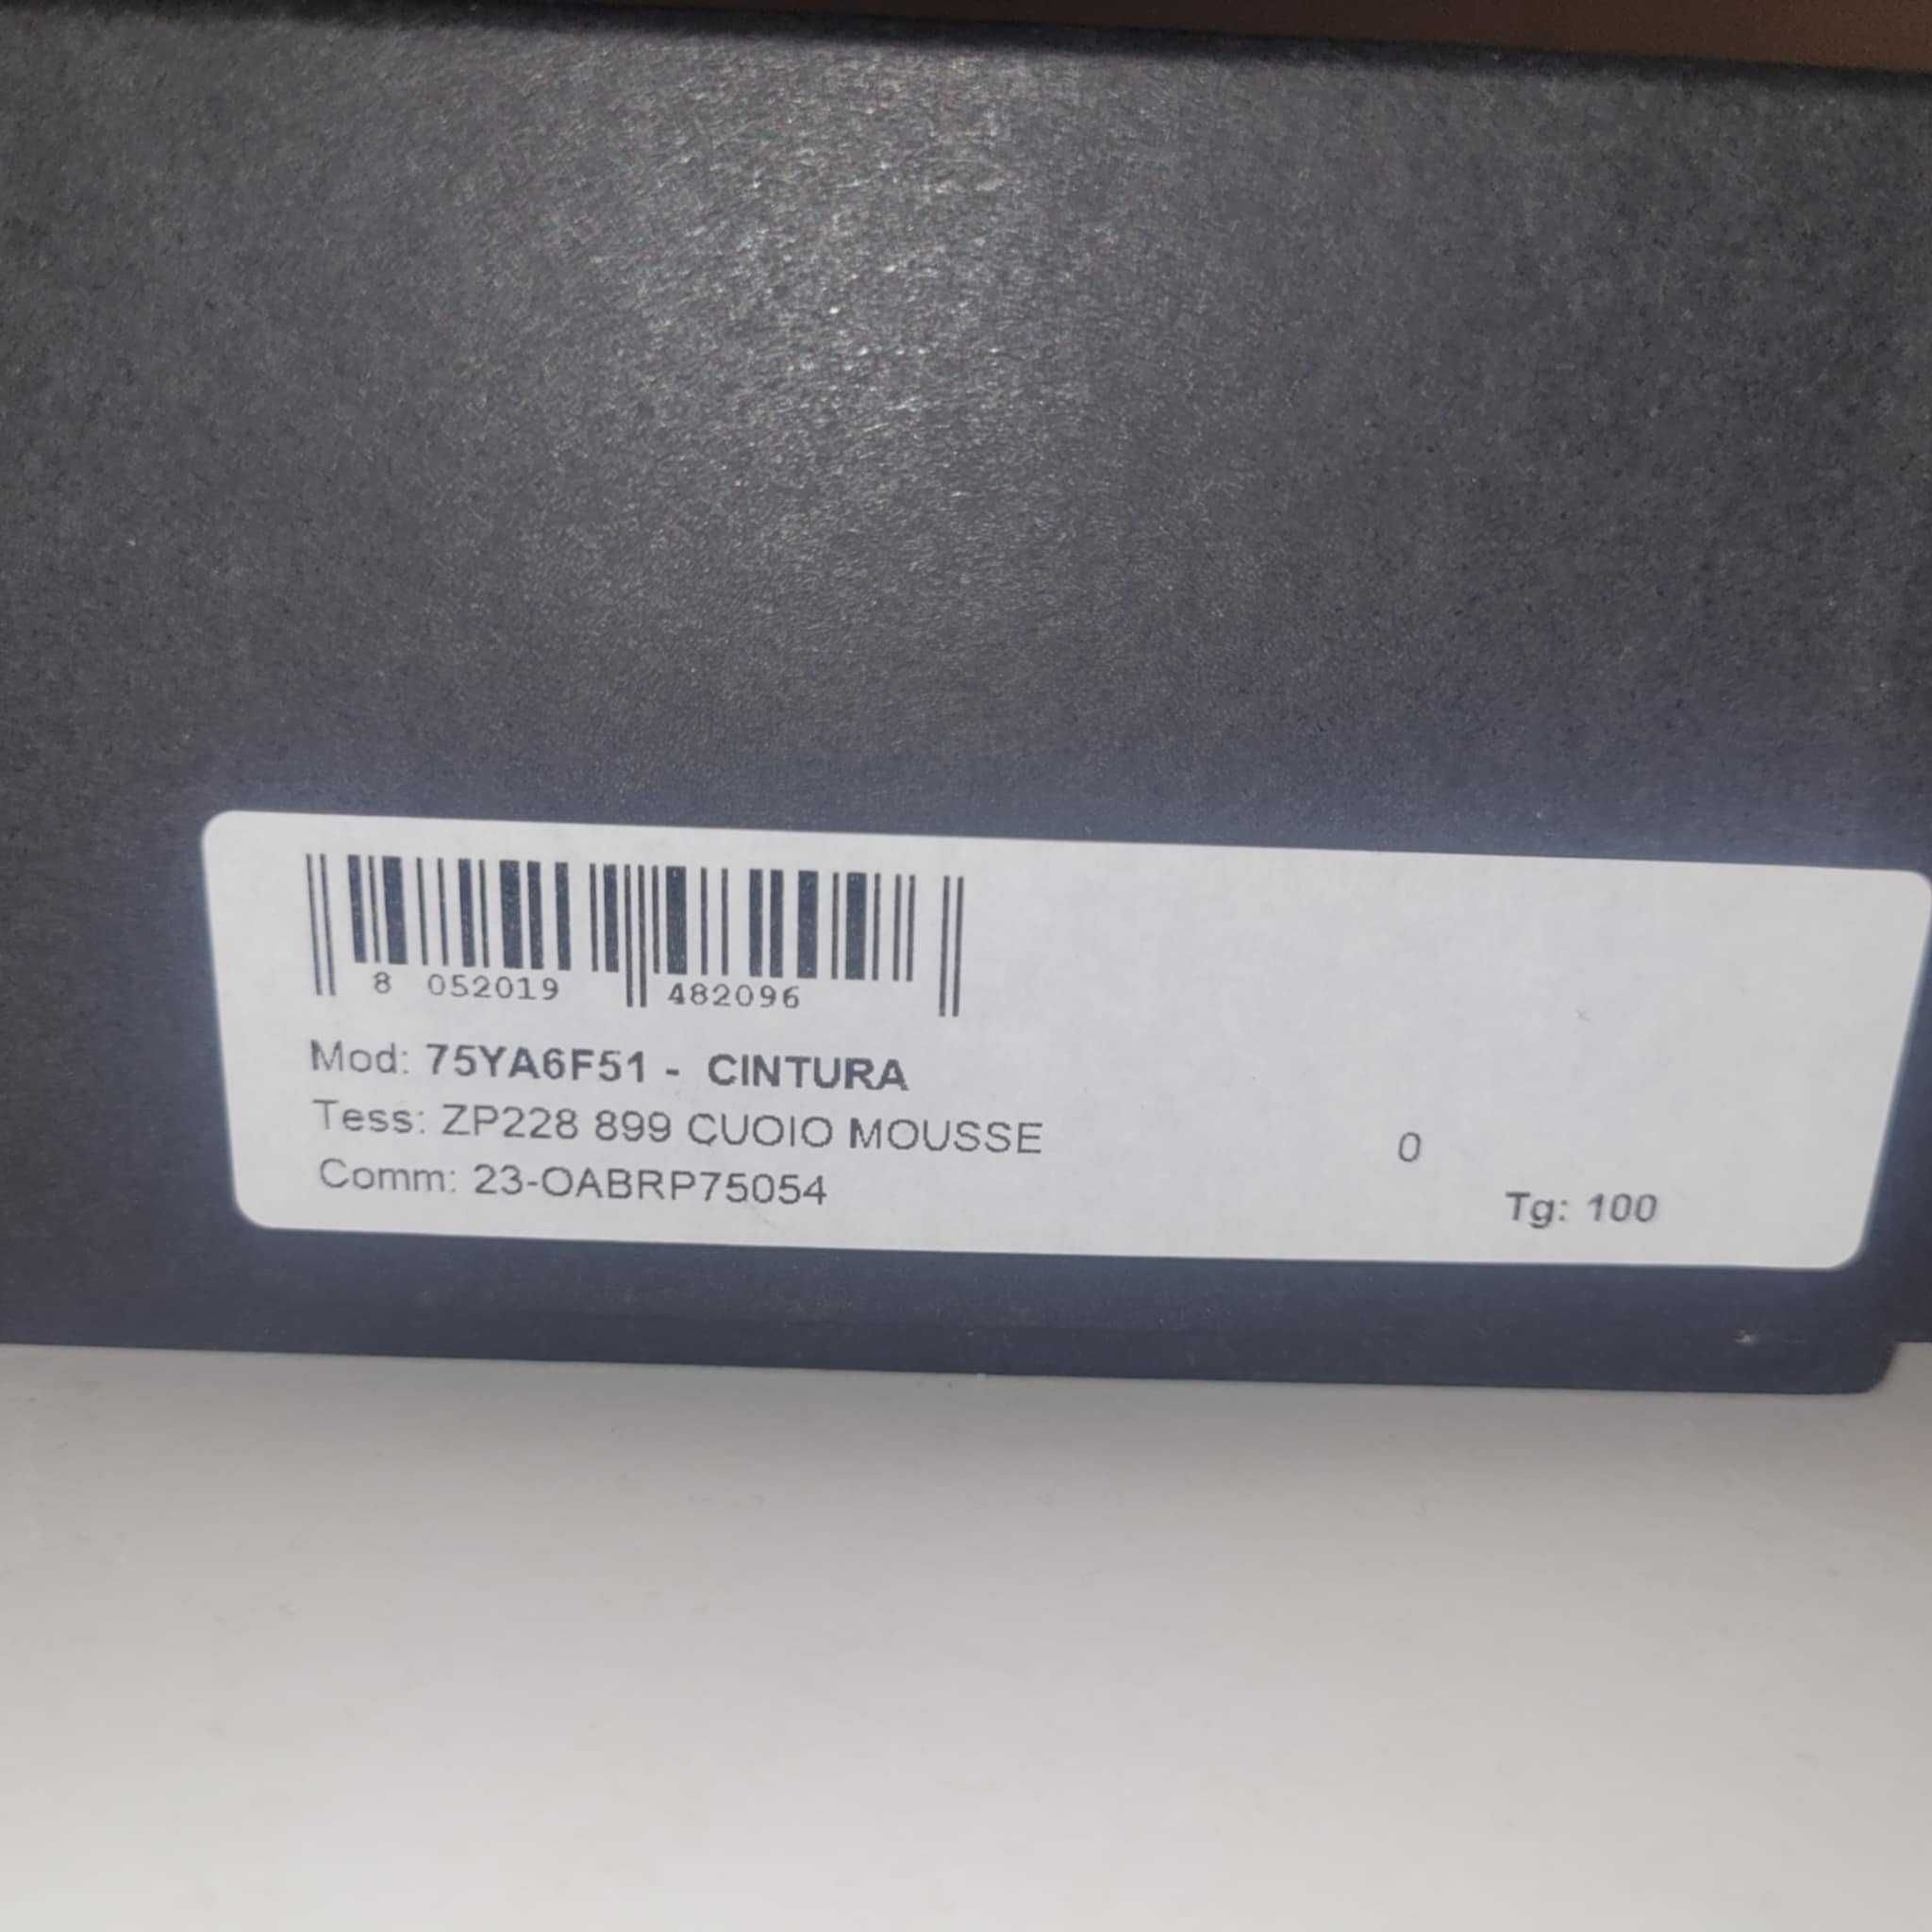 8 052019 482096
Mod: 75YA6F51 - CINTURA
Tess: ZP228 899 CUOIO MOUSSE 0
Comm: 23-OABRP75054 Tg: 100